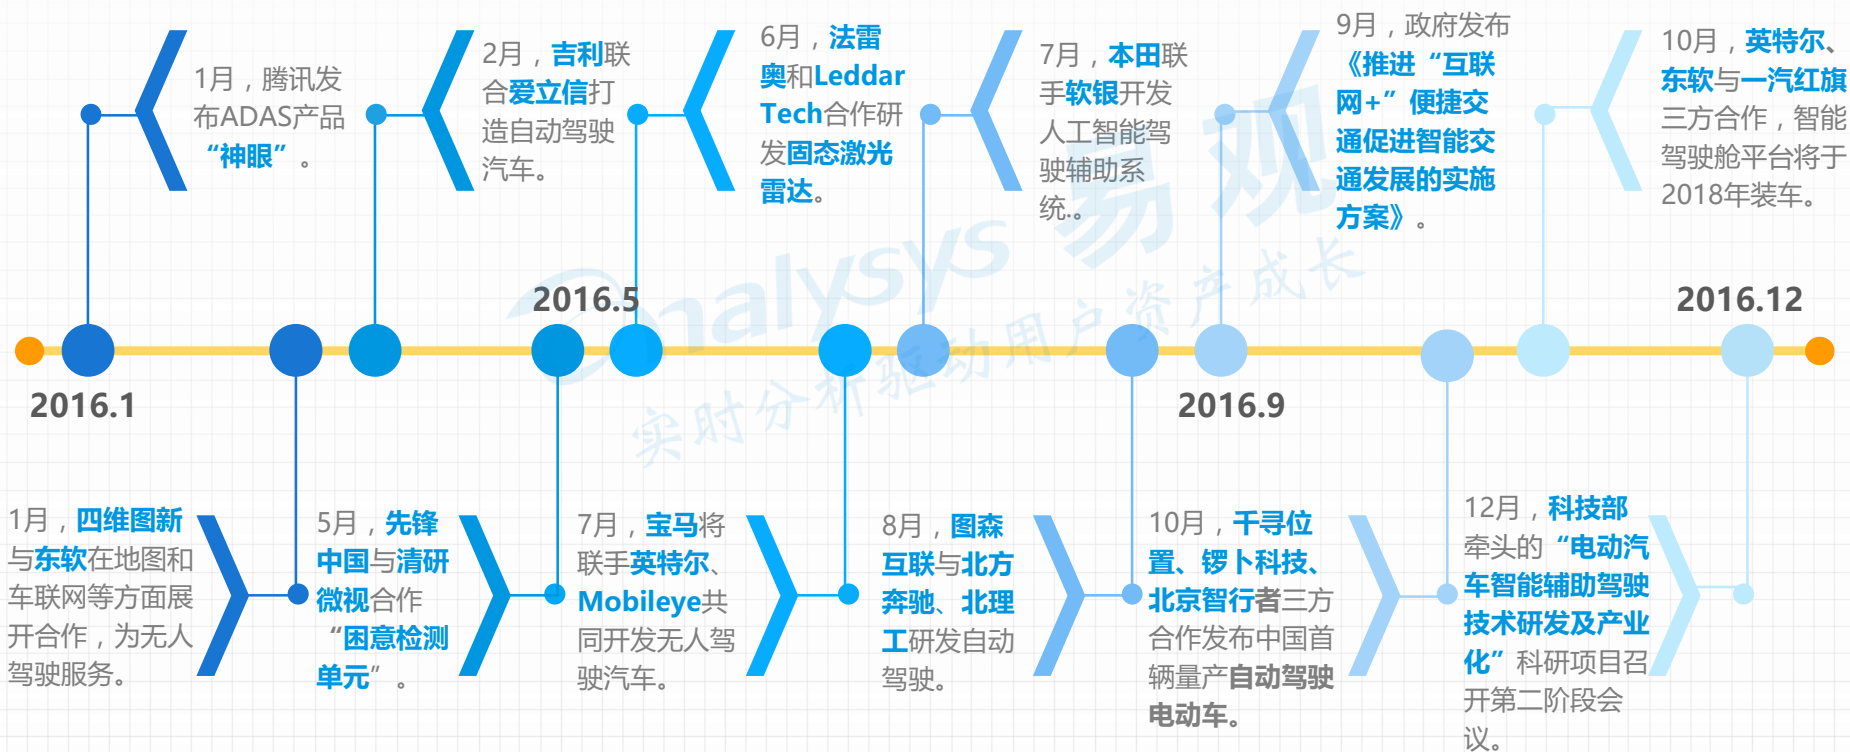 1月，腾讯发
布ADAS产品
“神眼”。
2月，吉利联
合爱立信打
造自动驾驶
汽车。
6月，法雷
奥和Leddar
Tech合作研
发固态激光
雷达。
7月，本田联
手软银开发
人工智能驾
驶辅助系
统.。
9月，政府发布
《推进“互联
网+”便捷交
通促进智能交
通发展的实施
方案》。
10月，英特尔、
东软与一汽红旗
三方合作，智能
驾驶舱平台将于
2018年装车。
2016.1
2016.5
2016.9
2016.12
nalysys 易观
实时分析驱动用户资产成长
1月，四维图新
与东软在地图和
车联网等方面展
开合作，为无人
驾驶服务。
5月，先锋
中国与清研
微视合作
“困意检测
单元”。
7月，宝马将
联手英特尔、
Mobileye共
同开发无人驾
驶汽车。
8月，图森
互联与北方
奔驰、北理
工研发自动
驾驶。
10月，千寻位
置、锣卜科技、
北京智行者三方
合作发布中国首
辆量产自动驾驶
电动车。
12月，科技部
牵头的“电动汽
车智能辅助驾驶
技术研发及产业
化”科研项目召
开第二阶段会
议。